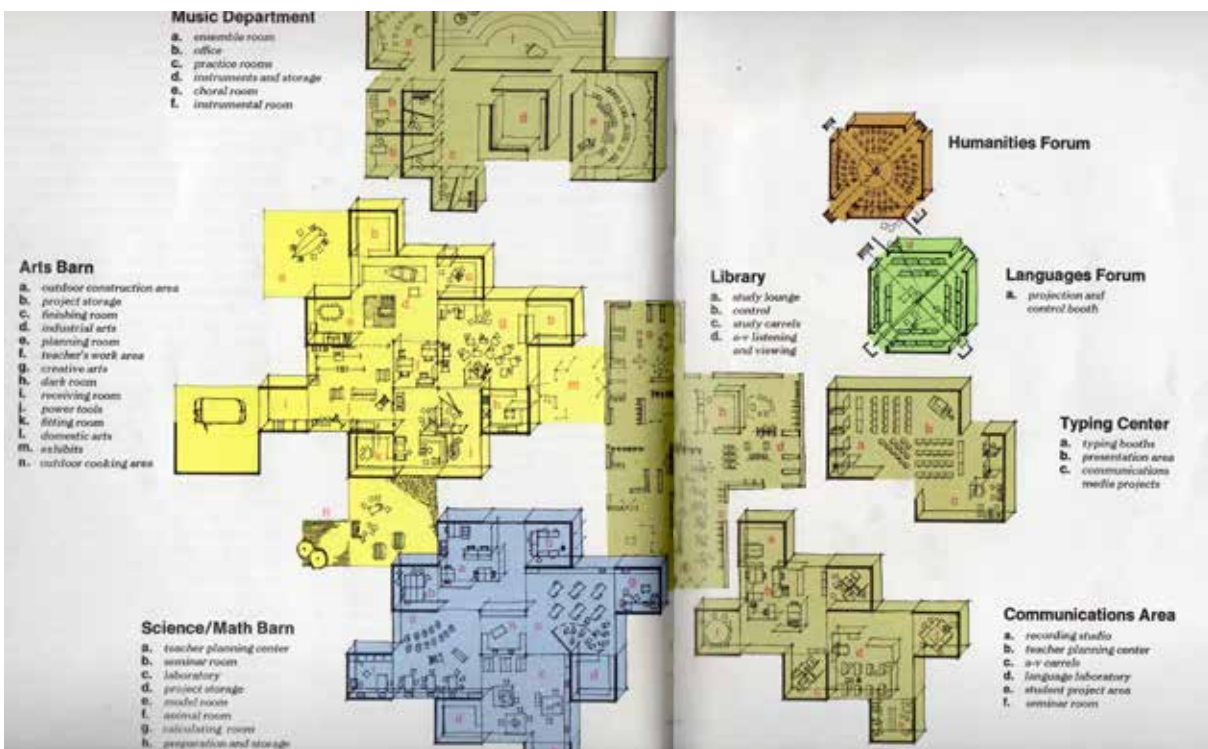 Music Department
a. ensemble room
b. office
c. practice rooms
d. instruments and storage
e. choral room
f. instrumental room
Humanities Forum
Arts Barn
a. outdoor construction area
b. project storage
c. finishing room
d. industrial arts
e. planning room
f. teacher's work area
g. creative arts
h. dark room
i. receiving room
j. power tools
k. fitting room
l. domestic arts
m. exhibits
n. outdoor cooking area
Library
a. study lounge
b. control
c. study carrels
d. a-v listening
and viewing
Languages Forum
a. projection and
control booth
Typing Center
a. typing booths
b. presentation area
c. communications
media projects
Science/Math Barn
a. teacher planning center
b. seminar room
c. laboratory
d. project storage
e. model room
f. animal room
g. calculating room
h. preparation and storage
Communications Area
a. recording studio
b. teacher planning center
c. a-v carrels
d. language laboratory
e. student project area
f. seminar room